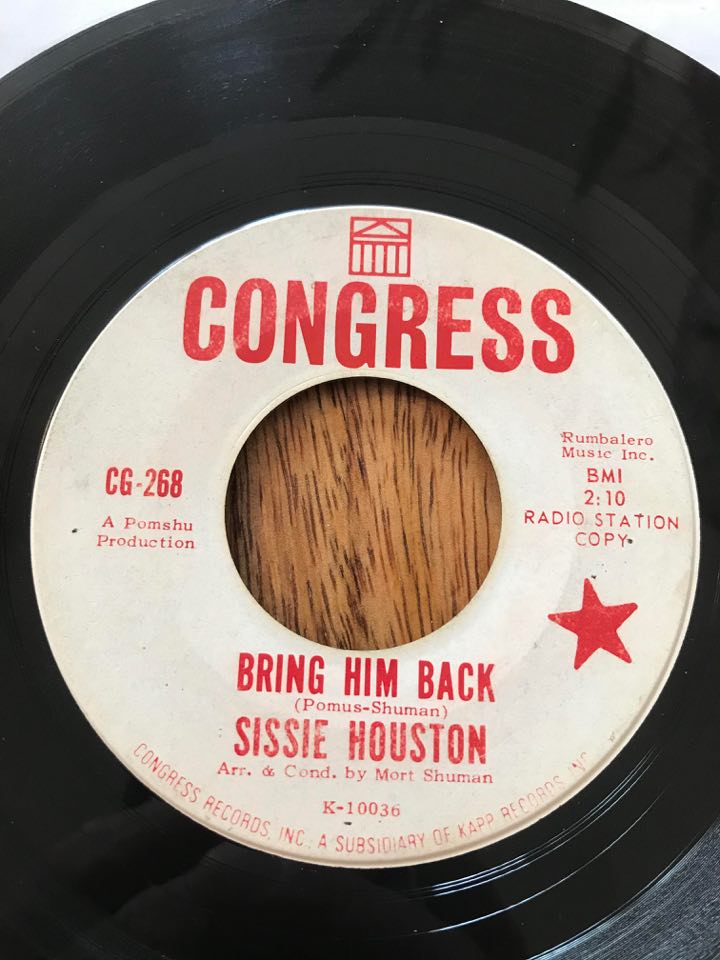 CONGRESS
CG-268
A Pomshu
Production
Rumbalero
Music Inc.
BMI
2:10
RADIO STATION
COPY
BRING HIM BACK
(Pomus-Shuman)
SISSIE HOUSTON
Arr. & Cond. by Mort Shuman
K-10036
CONGRESS RECORDS, INC., A SUBSIDIARY OF KAPP RECORDS INC